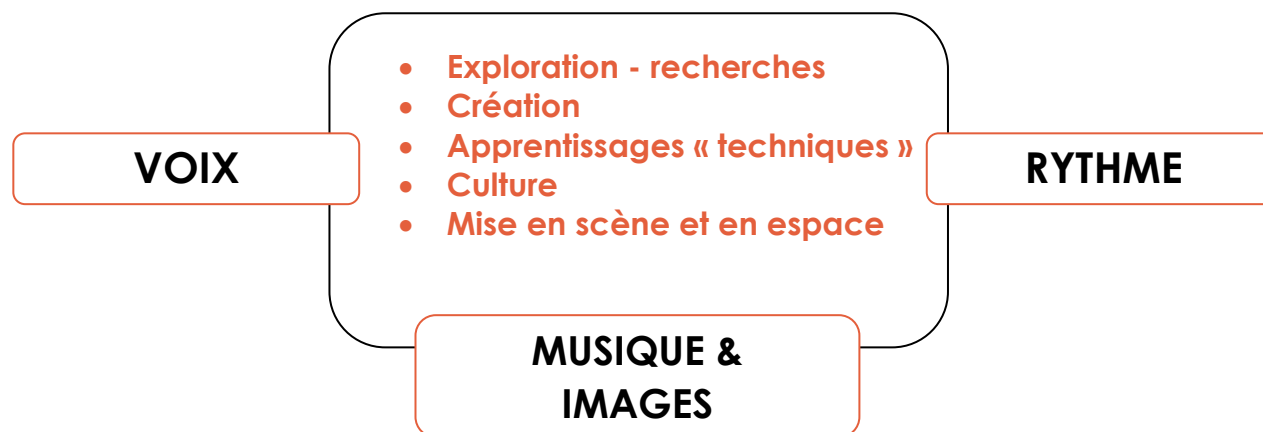 • Exploration - recherches
• Création
• Apprentissages « techniques »
• Culture
• Mise en scène et en espace
VOIX
RYTHME
MUSIQUE &
IMAGES